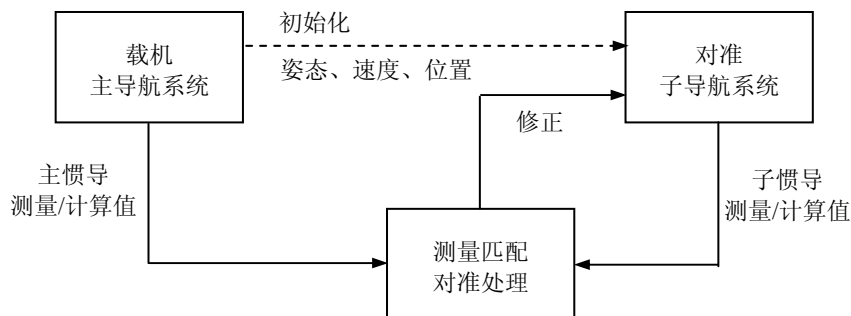 初始化
载机
主导航系统
姿态、速度、位置
对准
子导航系统
修正
主惯导
测量/计算值
子惯导
测量/计算值
测量匹配
对准处理